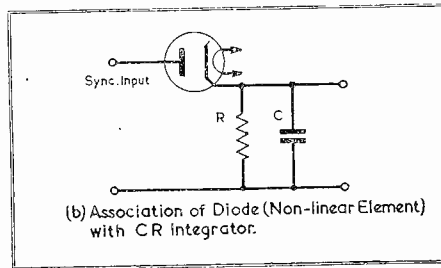 Sync. Input
R
C
(b) Association of Diode (Non-linear Element)
with CR Integrator.